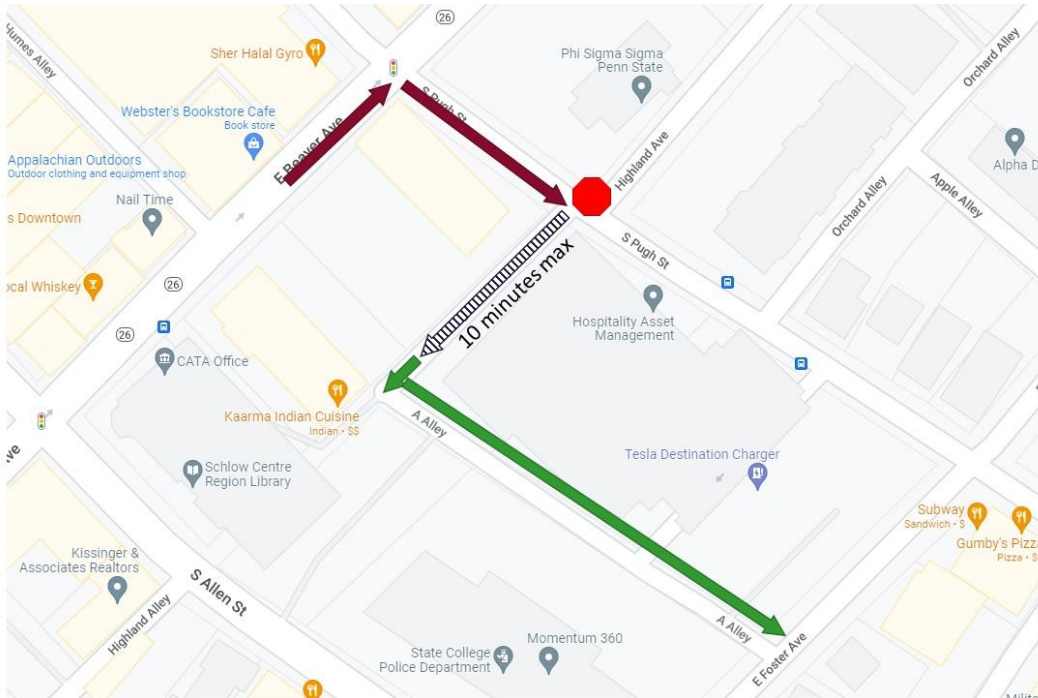 Humes Alley
26
Sher Halal Gyro
Phi Sigma Sigma
Penn State
Orchard Alley
S Pugh St
Webster's Bookstore Cafe
Book store
E Beaver Ave
Highland Ave
Appalachian Outdoors
Outdoor clothing and equipment shop
Alpha D
Nail Time
Apple Alley
Orchard Alley
s Downtown
S Pugh St
ocal Whiskey
26
26
10 minutes max
Hospitality Asset
Management
CATA Office
Kaarma Indian Cuisine
Indian • $$
A Alley
Ave
Schlow Centre
Region Library
Tesla Destination Charger
Subway
Sandwich • $
Gumby's Pizza
Pizza • $
Kissinger &
Associates Realtors
S Allen St
Highland Alley
A Alley
Momentum 360
State College
Police Department
E Foster Ave
Milit